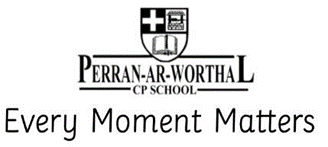 PERRAN-AR-WORTHAL
CP SCHOOL
Every Moment Matters